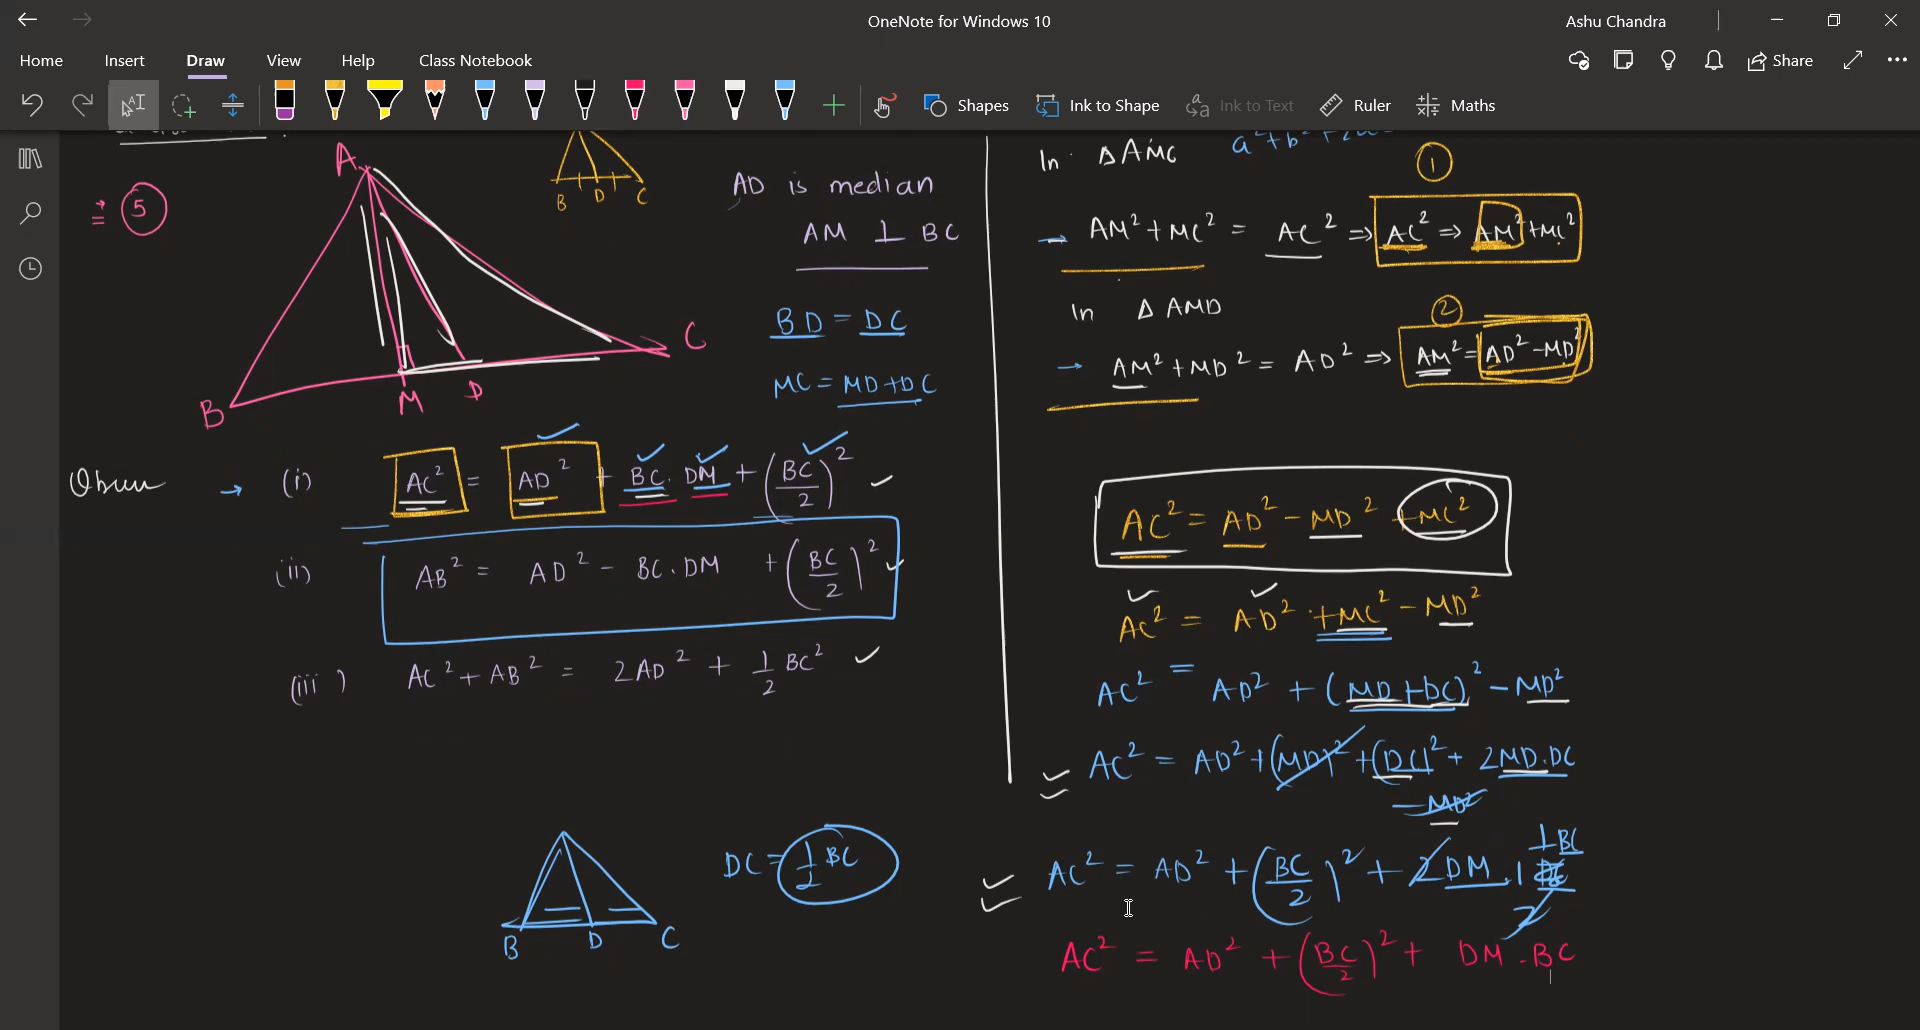 OneNote for Windows 10
Ashu Chandra
Home Insert Draw View Help Class Notebook
Share
Shapes Ink to Shape Ink to Text Ruler Maths
⑤
A
B
M
D
C
B D C
AD is median
AM ⊥ BC
BD = DC
MC = MD+DC
(i) AC² = AD² + BC. DM + (BC/2)²
(ii) AB² = AD² - BC. DM + (BC/2)²
(iii) AC² + AB² = 2AD² + 1/2 BC²
B D C
DC = 1/2 BC
In ΔAMC
①
→ AM² + MC² = AC² ⇒ AC² ⇒ AM² + MC²
In Δ AMD
②
→ AM² + MD² = AD² ⇒ AM² = AD² - MD²
AC² = AD² - MD² + MC²
AC² = AD² + MC² - MD²
AC² = AD² + (MD + DC)² - MD²
AC² = AD² + (MD)² + (DC)² + 2MD.DC
- MD²
AC² = AD² + (BC/2)² + 2DM . 1/2 BC
AC² = AD² + (BC/2)² + DM . BC